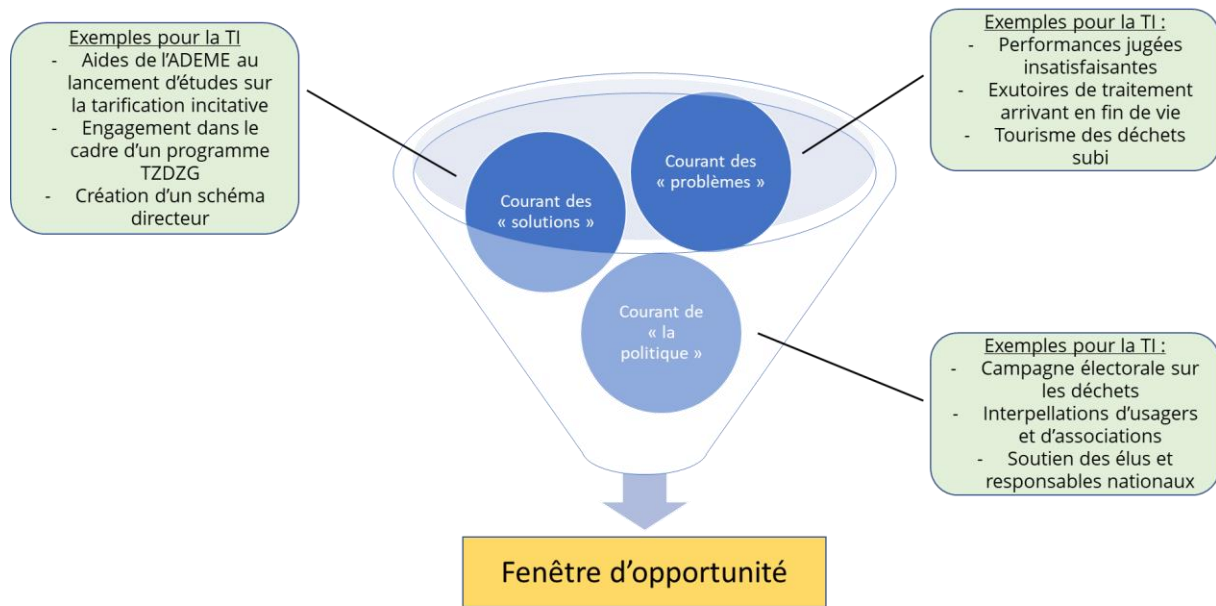 Exemples pour la TI
- Aides de l’ADEME au
lancement d’études sur
la tarification incitative
- Engagement dans le
cadre d’un programme
TZDZG
- Création d’un schéma
directeur
Exemples pour la TI :
- Performances jugées
insatisfaisantes
- Exutoires de traitement
arrivant en fin de vie
- Tourisme des déchets
subi
Courant des
« problèmes »
Courant des
« solutions »
Courant de
« la
politique »
Exemples pour la TI :
- Campagne électorale sur
les déchets
- Interpellations d’usagers
et d’associations
- Soutien des élus et
responsables nationaux
Fenêtre d’opportunité